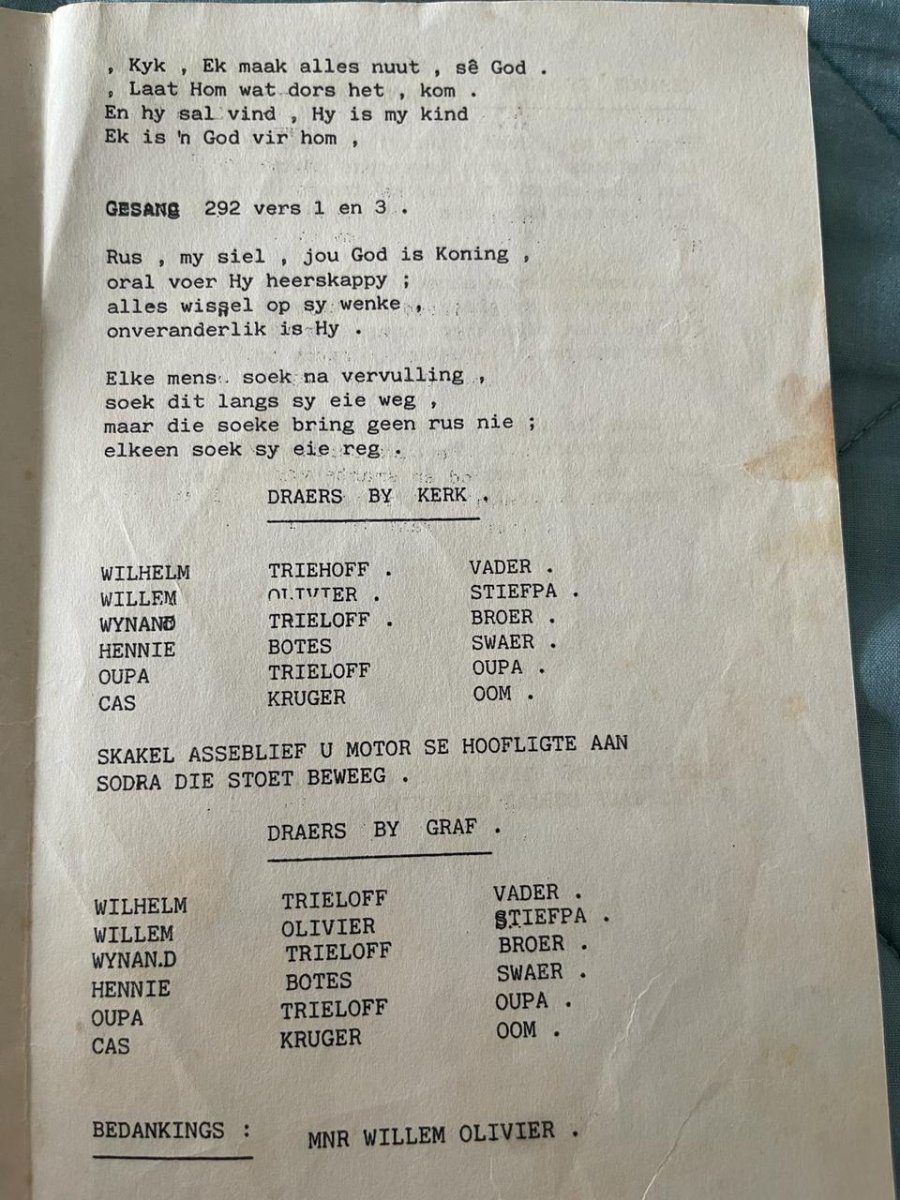 , Kyk , Ek maak alles nuut , sê God .
, Laat Hom wat dors het , kom .
En hy sal vind , Hy is my kind
Ek is 'n God vir hom ,
GESANG 292 vers 1 en 3 .
Rus , my siel , jou God is Koning ,
oral voer Hy heerskappy ;
alles wissel op sy wenke ,
onveranderlik is Hy .
Elke mens soek na vervulling ,
soek dit langs sy eie weg ,
maar die soeke bring geen rus nie ;
elkeen soek sy eie reg .
DRAERS BY KERK .
WILHELM TRIEHOFF . VADER .
WILLEM OLIVIER . STIEFPA .
WYNAND TRIELOFF . BROER .
HENNIE BOTES SWAER .
OUPA TRIELOFF OUPA .
CAS KRUGER OOM .
SKAKEL ASSEBLIEF U MOTOR SE HOOFLIGTE AAN
SODRA DIE STOET BEWEEG .
DRAERS BY GRAF .
WILHELM TRIELOFF VADER .
WILLEM OLIVIER STIEFPA .
WYNAN.D TRIELOFF BROER .
HENNIE BOTES SWAER .
OUPA TRIELOFF OUPA .
CAS KRUGER OOM .
BEDANKINGS : MNR WILLEM OLIVIER .